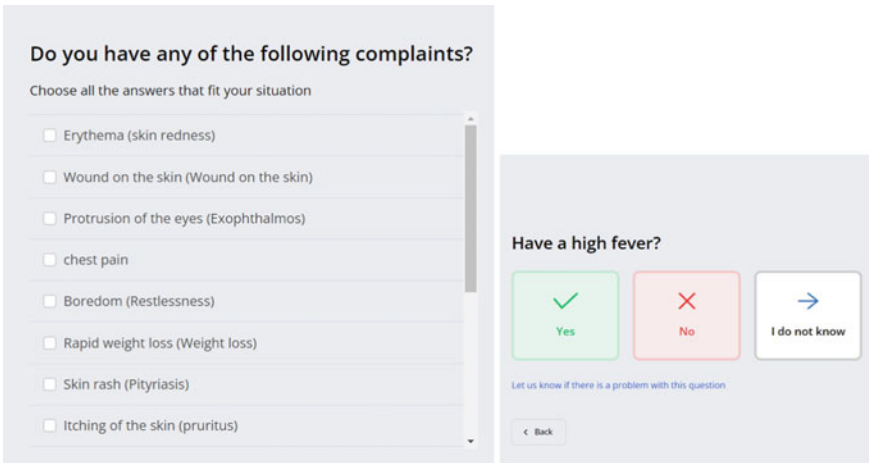 Do you have any of the following complaints?
Choose all the answers that fit your situation
Erythema (skin redness)
Wound on the skin (Wound on the skin)
Protrusion of the eyes (Exophthalmos)
chest pain
Boredom (Restlessness)
Rapid weight loss (Weight loss)
Skin rash (Pityriasis)
Itching of the skin (pruritus)
Have a high fever?
Yes
No
I do not know
Let us know if there is a problem with this question
Back